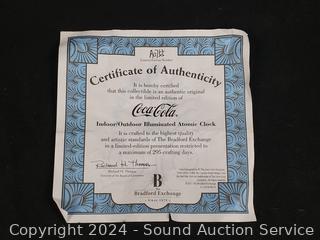 Certificate of Authenticity
It is hereby certified
that this collectible is an authentic original
in the limited edition of
Coca-Cola
Indoor/Outdoor Illuminated Atomic Clock
It is crafted to the highest quality
and artistic standards of The Bradford Exchange
in a limited-edition presentation restricted to
a maximum of 295-crafting days.
B
Bradford Exchange
Copyright 2024 - Sound Auction Service